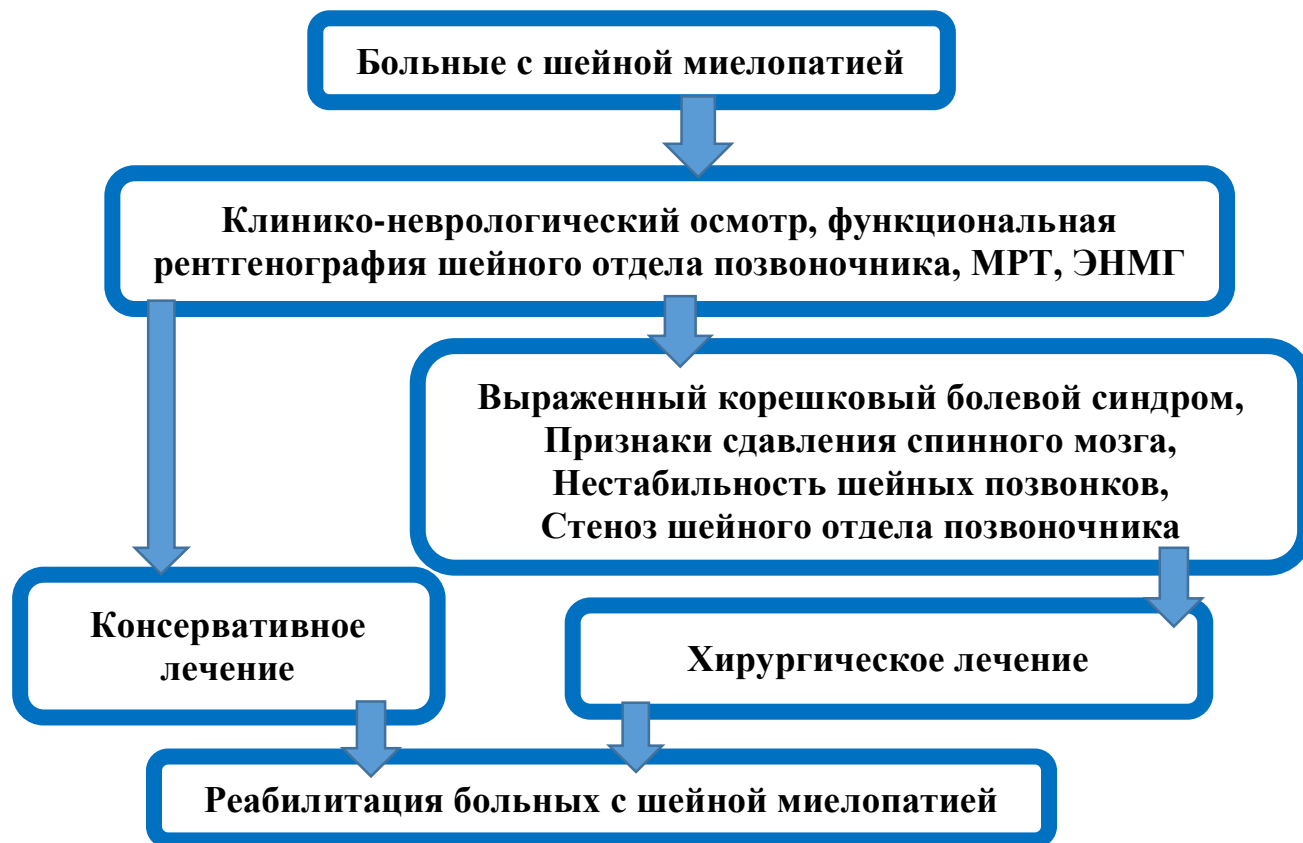 Больные с шейной миелопатией
Клинико-неврологический осмотр, функциональная
рентгенография шейного отдела позвоночника, МРТ, ЭНМГ
Выраженный корешковый болевой синдром,
Признаки сдавления спинного мозга,
Нестабильность шейных позвонков,
Стеноз шейного отдела позвоночника
Консервативное
лечение
Хирургическое лечение
Реабилитация больных с шейной миелопатией